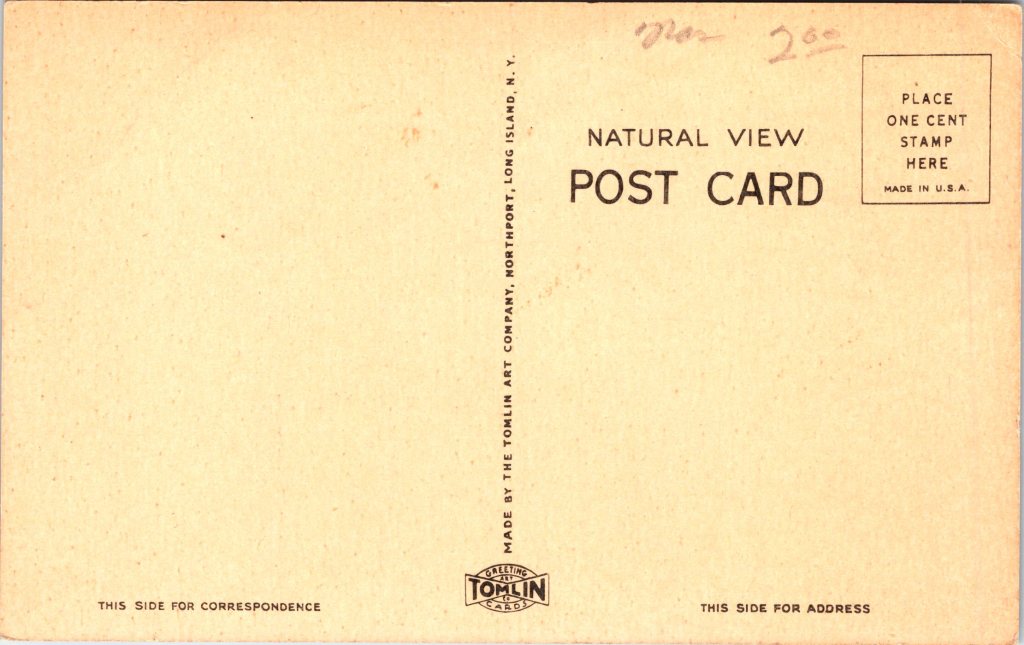 2.00
NATURAL VIEW
POST CARD
PLACE
ONE CENT
STAMP
HERE
MADE IN U.S.A.
MADE BY THE TOMLIN ART COMPANY, NORTHPORT, LONG ISLAND, N. Y.
GREETING
ART
TOMLIN
CO
CARDS
THIS SIDE FOR CORRESPONDENCE
THIS SIDE FOR ADDRESS